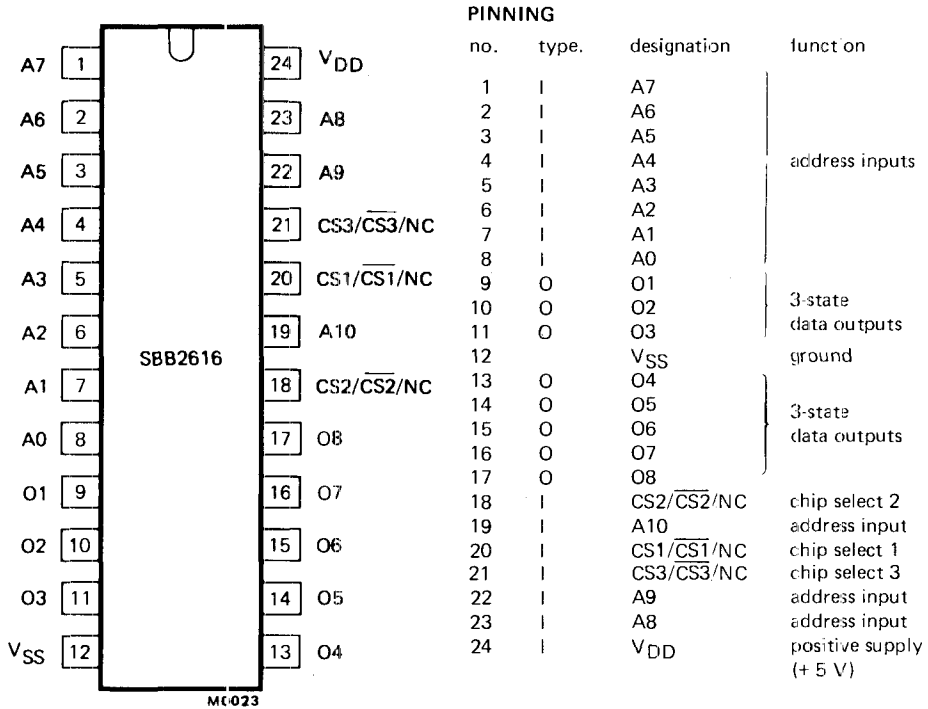 A7 1 24 VDD
A6 2 23 A8
A5 3 22 A9
A4 4 21 CS3/C̅S̅3̅/NC
A3 5 20 CS1/C̅S̅1̅/NC
A2 6 19 A10
SBB2616
A1 7 18 CS2/C̅S̅2̅/NC
A0 8 17 O8
O1 9 16 O7
O2 10 15 O6
O3 11 14 O5
VSS 12 13 O4
M0023
PINNING
no. type. designation function
1 I A7
2 I A6
3 I A5
4 I A4 address inputs
5 I A3
6 I A2
7 I A1
8 I A0
9 O O1
10 O O2 3-state
11 O O3 data outputs
12 VSS ground
13 O O4
14 O O5 3-state
15 O O6 data outputs
16 O O7
17 O O8
18 I CS2/C̅S̅2̅/NC chip select 2
19 I A10 address input
20 I CS1/C̅S̅1̅/NC chip select 1
21 I CS3/C̅S̅3̅/NC chip select 3
22 I A9 address input
23 I A8 address input
24 I VDD positive supply
(+ 5 V)